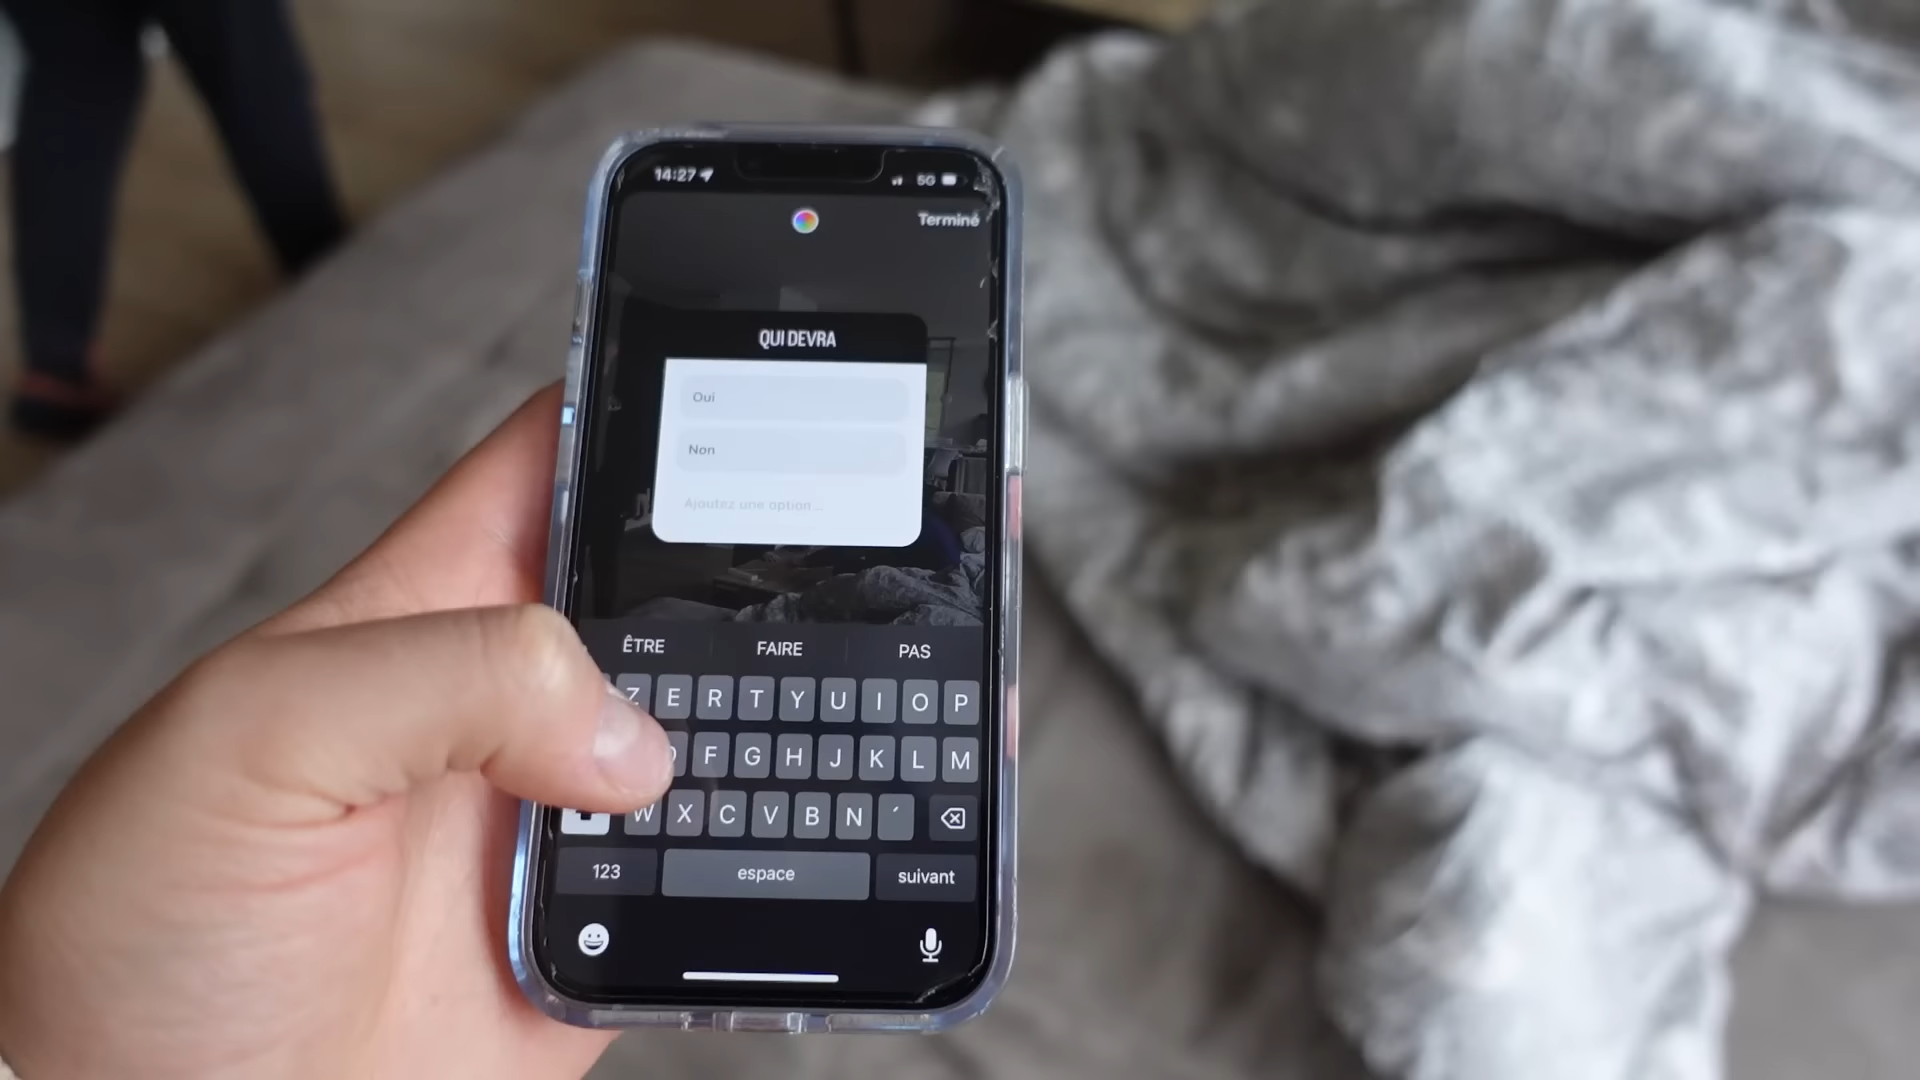 14:27 5G
Terminé
QUI DEVRA
Oui
Non
Ajoutez une option...
ÊTRE FAIRE PAS
Z E R T Y U I O P
D F G H J K L M
W X C V B N ´
123 espace suivant